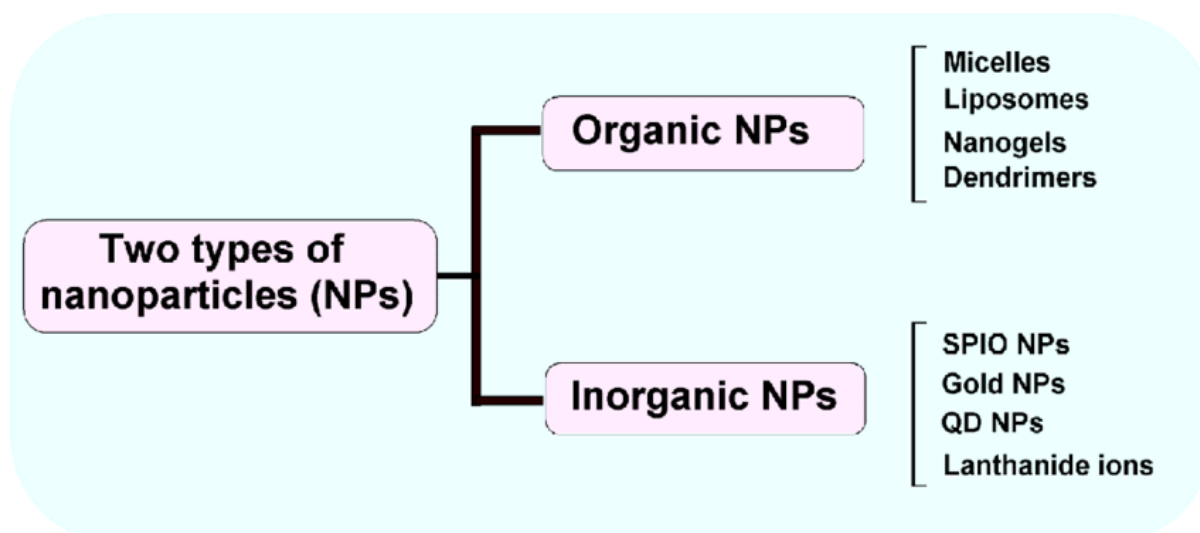 Two types of
nanoparticles (NPs)
Organic NPs
Micelles
Liposomes
Nanogels
Dendrimers
Inorganic NPs
SPIO NPs
Gold NPs
QD NPs
Lanthanide ions